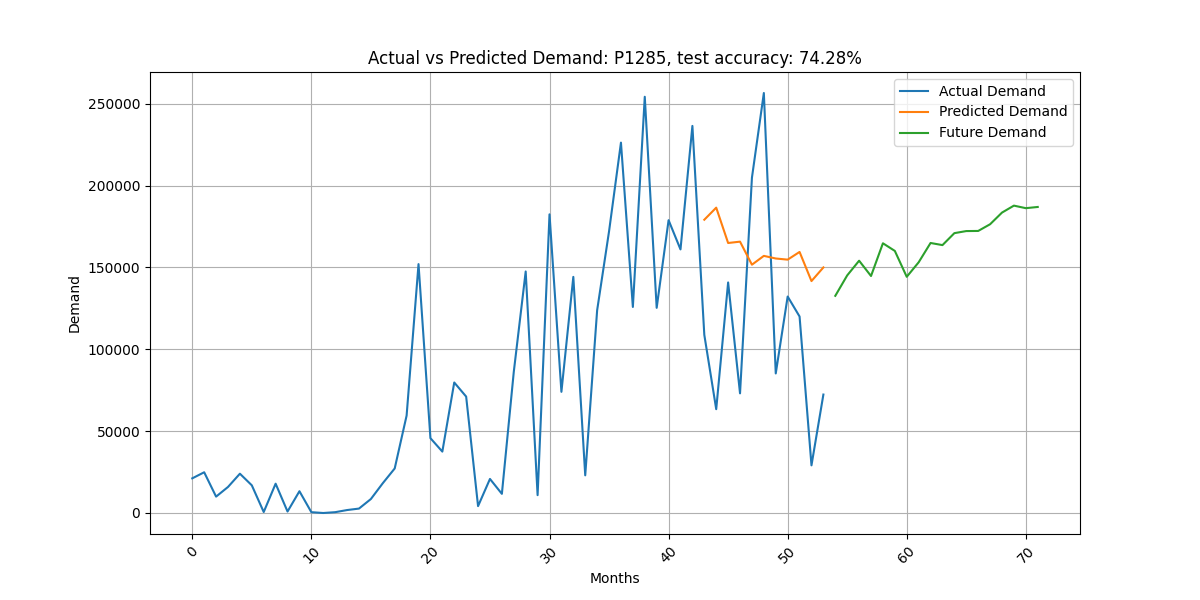 Actual vs Predicted Demand: P1285, test accuracy: 74.28%
Actual Demand
Predicted Demand
Future Demand
250000
200000
150000
100000
50000
0
Demand
0 10 20 30 40 50 60 70
Months